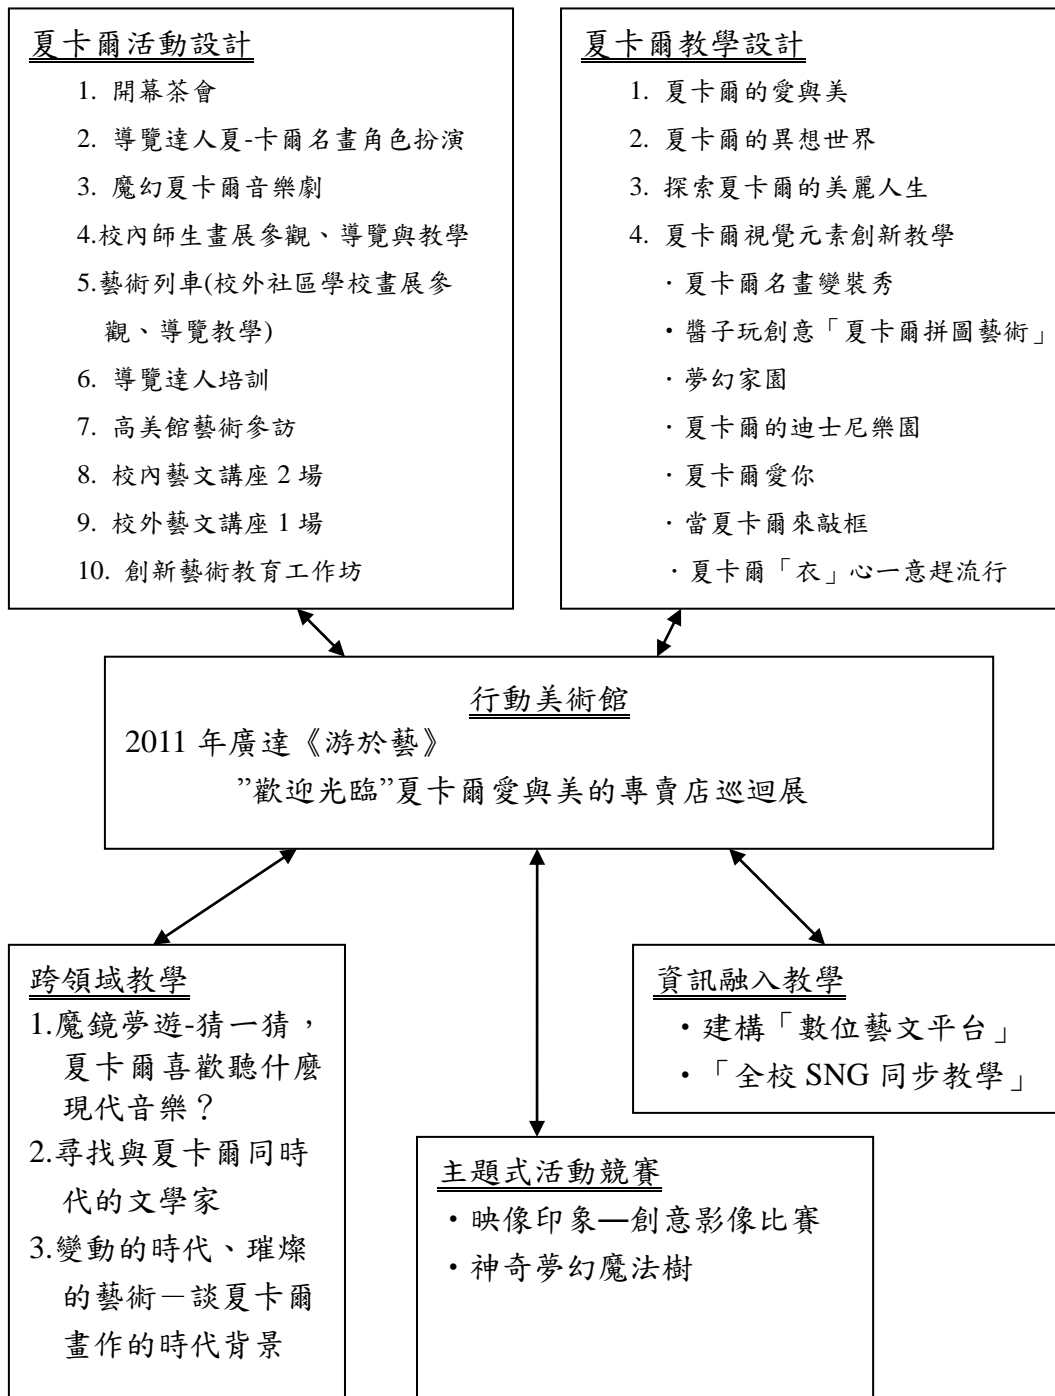 夏卡爾活動設計
1. 開幕茶會
2. 導覽達人夏-卡爾名畫角色扮演
3. 魔幻夏卡爾音樂劇
4.校內師生畫展參觀、導覽與教學
5.藝術列車(校外社區學校畫展參
觀、導覽教學)
6. 導覽達人培訓
7. 高美館藝術參訪
8. 校內藝文講座 2 場
9. 校外藝文講座 1 場
10. 創新藝術教育工作坊
夏卡爾教學設計
1. 夏卡爾的愛與美
2. 夏卡爾的異想世界
3. 探索夏卡爾的美麗人生
4. 夏卡爾視覺元素創新教學
·夏卡爾名畫變裝秀
・醬子玩創意「夏卡爾拼圖藝術」
·夢幻家園
·夏卡爾的迪士尼樂園
·夏卡爾愛你
·當夏卡爾來敲框
·夏卡爾「衣」心一意趕流行
行動美術館
2011 年廣達《游於藝》
”歡迎光臨”夏卡爾愛與美的專賣店巡迴展
跨領域教學
1.魔鏡夢遊-猜一猜，
夏卡爾喜歡聽什麼
現代音樂？
2.尋找與夏卡爾同時
代的文學家
3.變動的時代、璀燦
的藝術－談夏卡爾
畫作的時代背景
主題式活動競賽
・映像印象—創意影像比賽
・神奇夢幻魔法樹
資訊融入教學
・建構「數位藝文平台」
・「全校 SNG 同步教學」